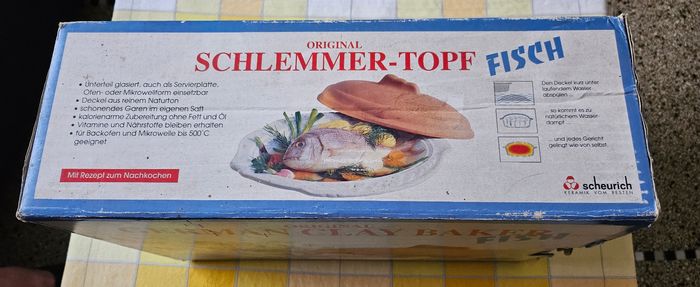 ORIGINAL
SCHLEMMER-TOPF FISCH
• Unterteil glasiert, auch als Servierplatte,
Ofen- oder Mikrowellform einsetzbar
• Deckel aus reinem Naturton
• schonendes Garen im eigenen Saft
• kalorienarme Zubereitung ohne Fett und Öl
• Vitamine und Nährstoffe bleiben erhalten
• für Backofen und Mikrowelle bis 500°C
geeignet
Mit Rezept zum Nachkochen
Den Deckel kurz unter
laufendem Wasser
abspülen ...
... so kommt es zu
natürlichem Wasser
dampf ...
... und jedes Gericht
gelingt wie von selbst.
scheurich
KERAMIK VOM BESTEN
ORIGINAL
GERMAN CLAY BAKER
FISCH